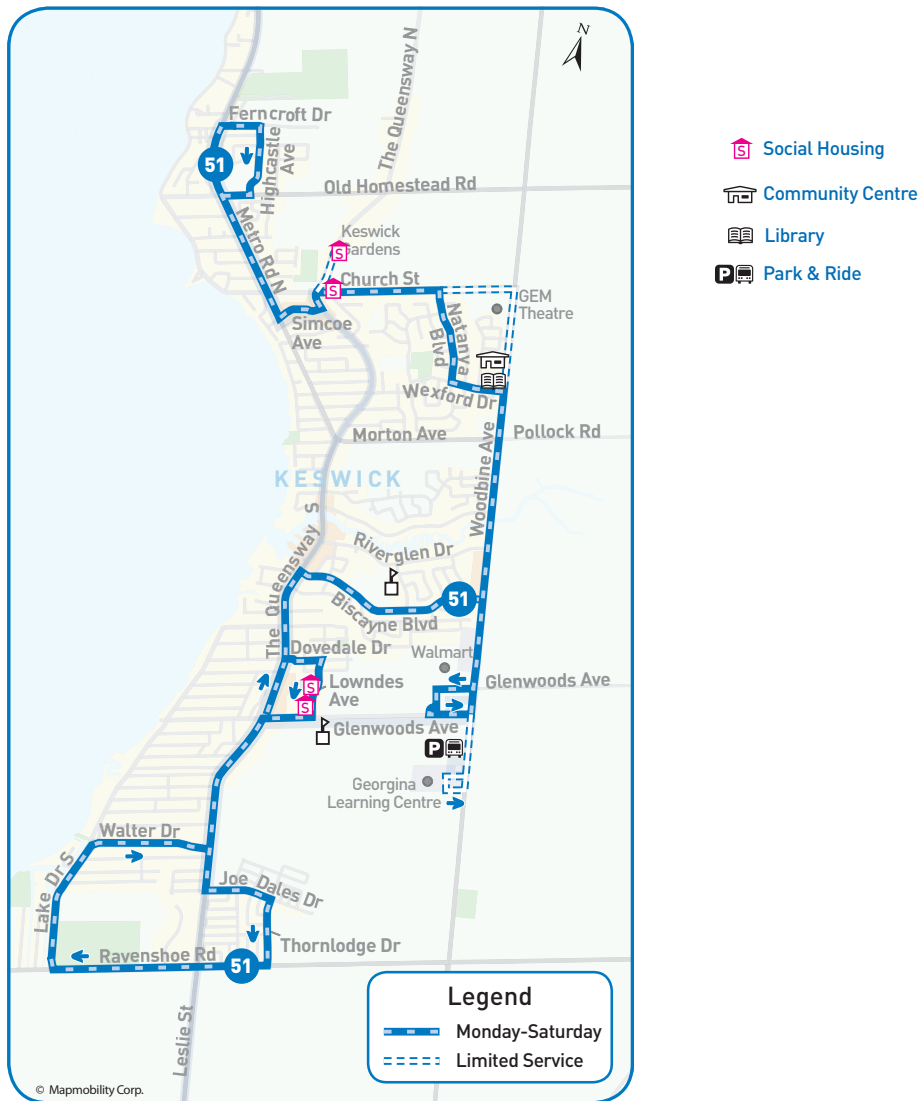 N
The Queensway N
Ferncroft Dr
51
Highcastle
Ave
Old Homestead Rd
Metro Rd N
Keswick
Gardens
S
Church St
S
GEM
Theatre
Simcoe
Ave
Natanya
Blvd
Wexford Dr
Morton Ave
Pollock Rd
Woodbine Ave
KESWICK
The Queensway S
Riverglen Dr
51
Biscayne Blvd
Dovedale Dr
Walmart
S
Lowndes
Ave
Glenwoods Ave
S
Glenwoods Ave
P
Georgina
Learning Centre
Walter Dr
Lake Dr S
Joe Dales Dr
Thornlodge Dr
Ravenshoe Rd
51
Leslie St
Legend
Monday-Saturday
Limited Service
© Mapmobility Corp.
S Social Housing
Community Centre
Library
P Park & Ride